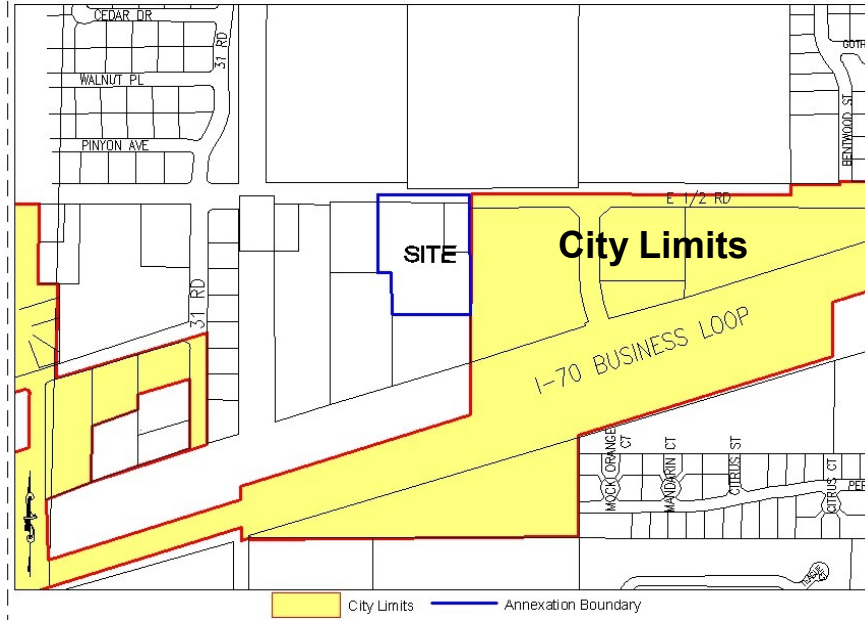 CEDAR DR
31 RD
WALNUT PL
PINYON AVE
BENTWOOD ST
E 1/2 RD
SITE
City Limits
31 RD
I-70 BUSINESS LOOP
MOCK ORANGE
CT
MANDARIN CT
CITRUS ST
CITRUS CT
City Limits
Annexation Boundary